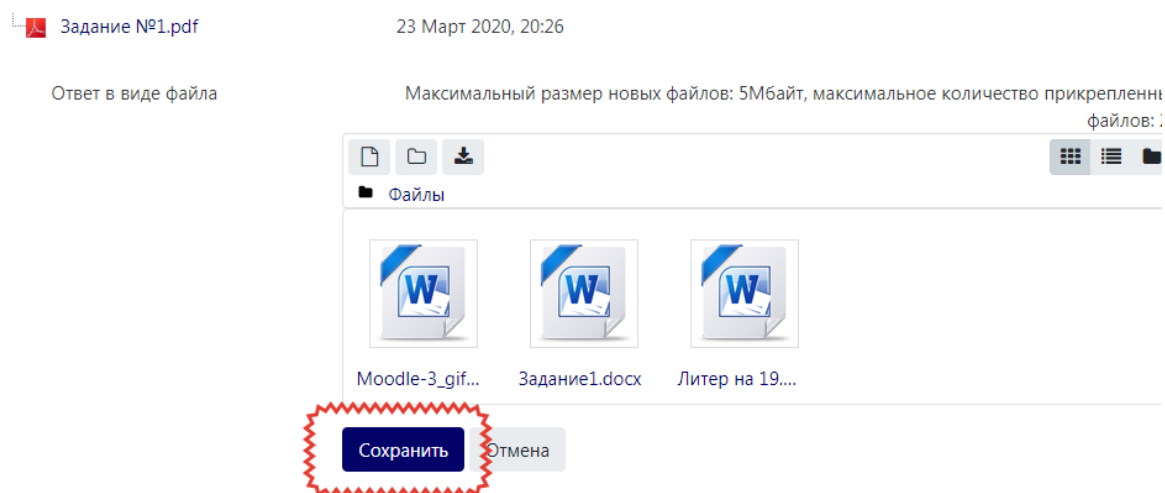 Задание №1.pdf 23 Март 2020, 20:26
Ответ в виде файла Максимальный размер новых файлов: 5Мбайт, максимальное количество
файлов:
Файлы
W W W
Moodle-3_gif... Задание1.docx Литер на 19....
Сохранить Отмена